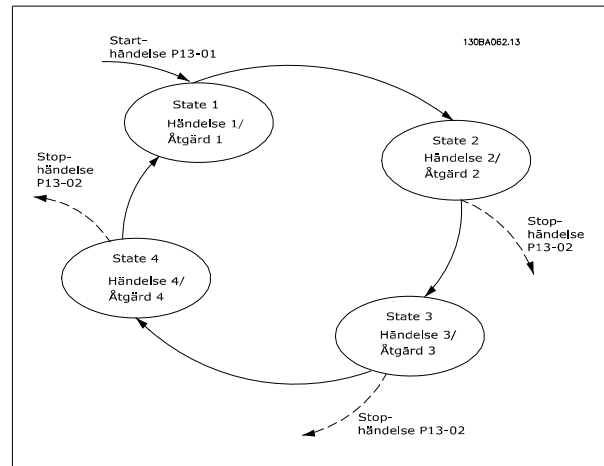 Start-
händelse P13-01
130BA062.13
State 1
Händelse 1/
Åtgärd 1
State 2
Händelse 2/
Åtgärd 2
Stop-
händelse
P13-02
Stop-
händelse
P13-02
State 4
Händelse 4/
Åtgärd 4
State 3
Händelse 3/
Åtgärd 3
Stop-
händelse P13-02